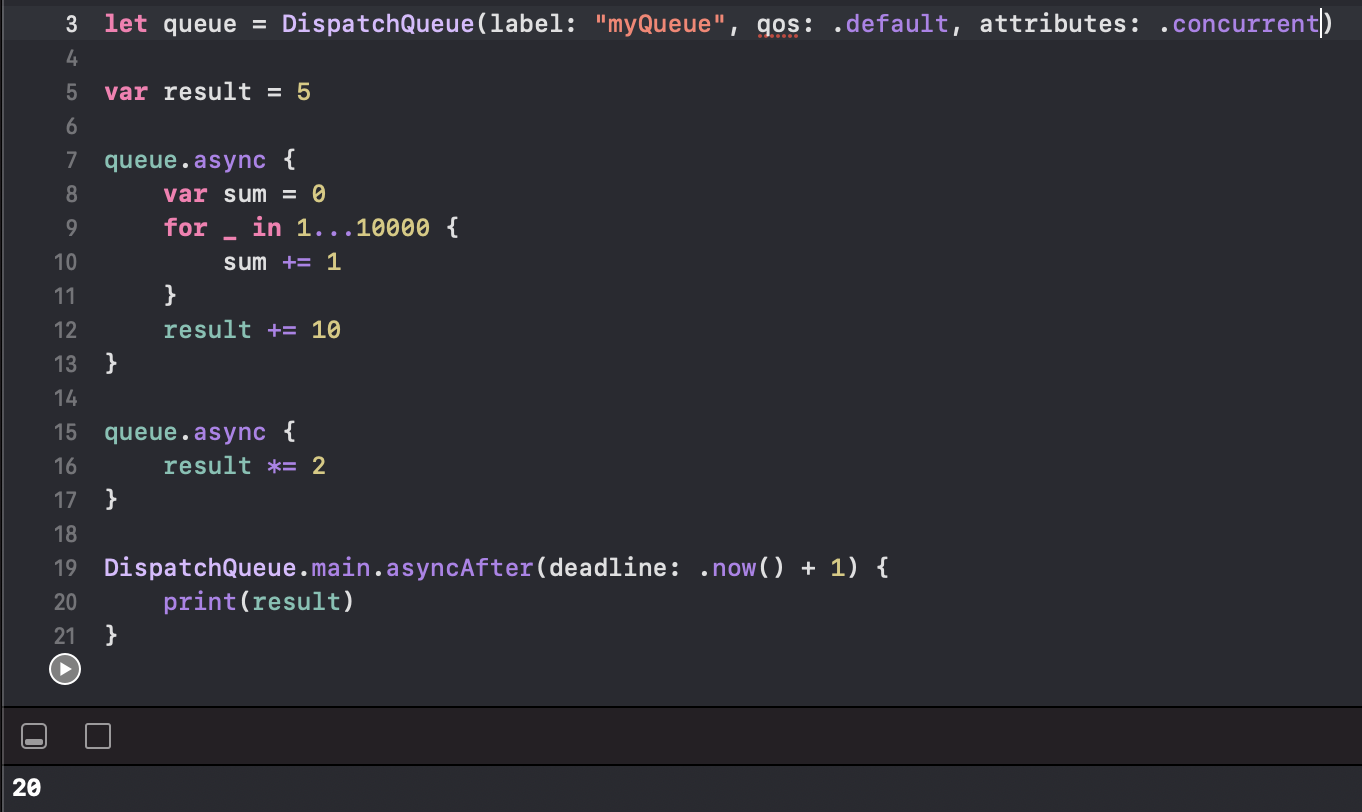 3 let queue = DispatchQueue(label: "myQueue", qos: .default, attributes: .concurrent)
4
5 var result = 5
6
7 queue.async {
8     var sum = 0
9     for _ in 1...10000 {
10         sum += 1
11     }
12     result += 10
13 }
14
15 queue.async {
16     result *= 2
17 }
18
19 DispatchQueue.main.asyncAfter(deadline: .now() + 1) {
20     print(result)
21 }
20